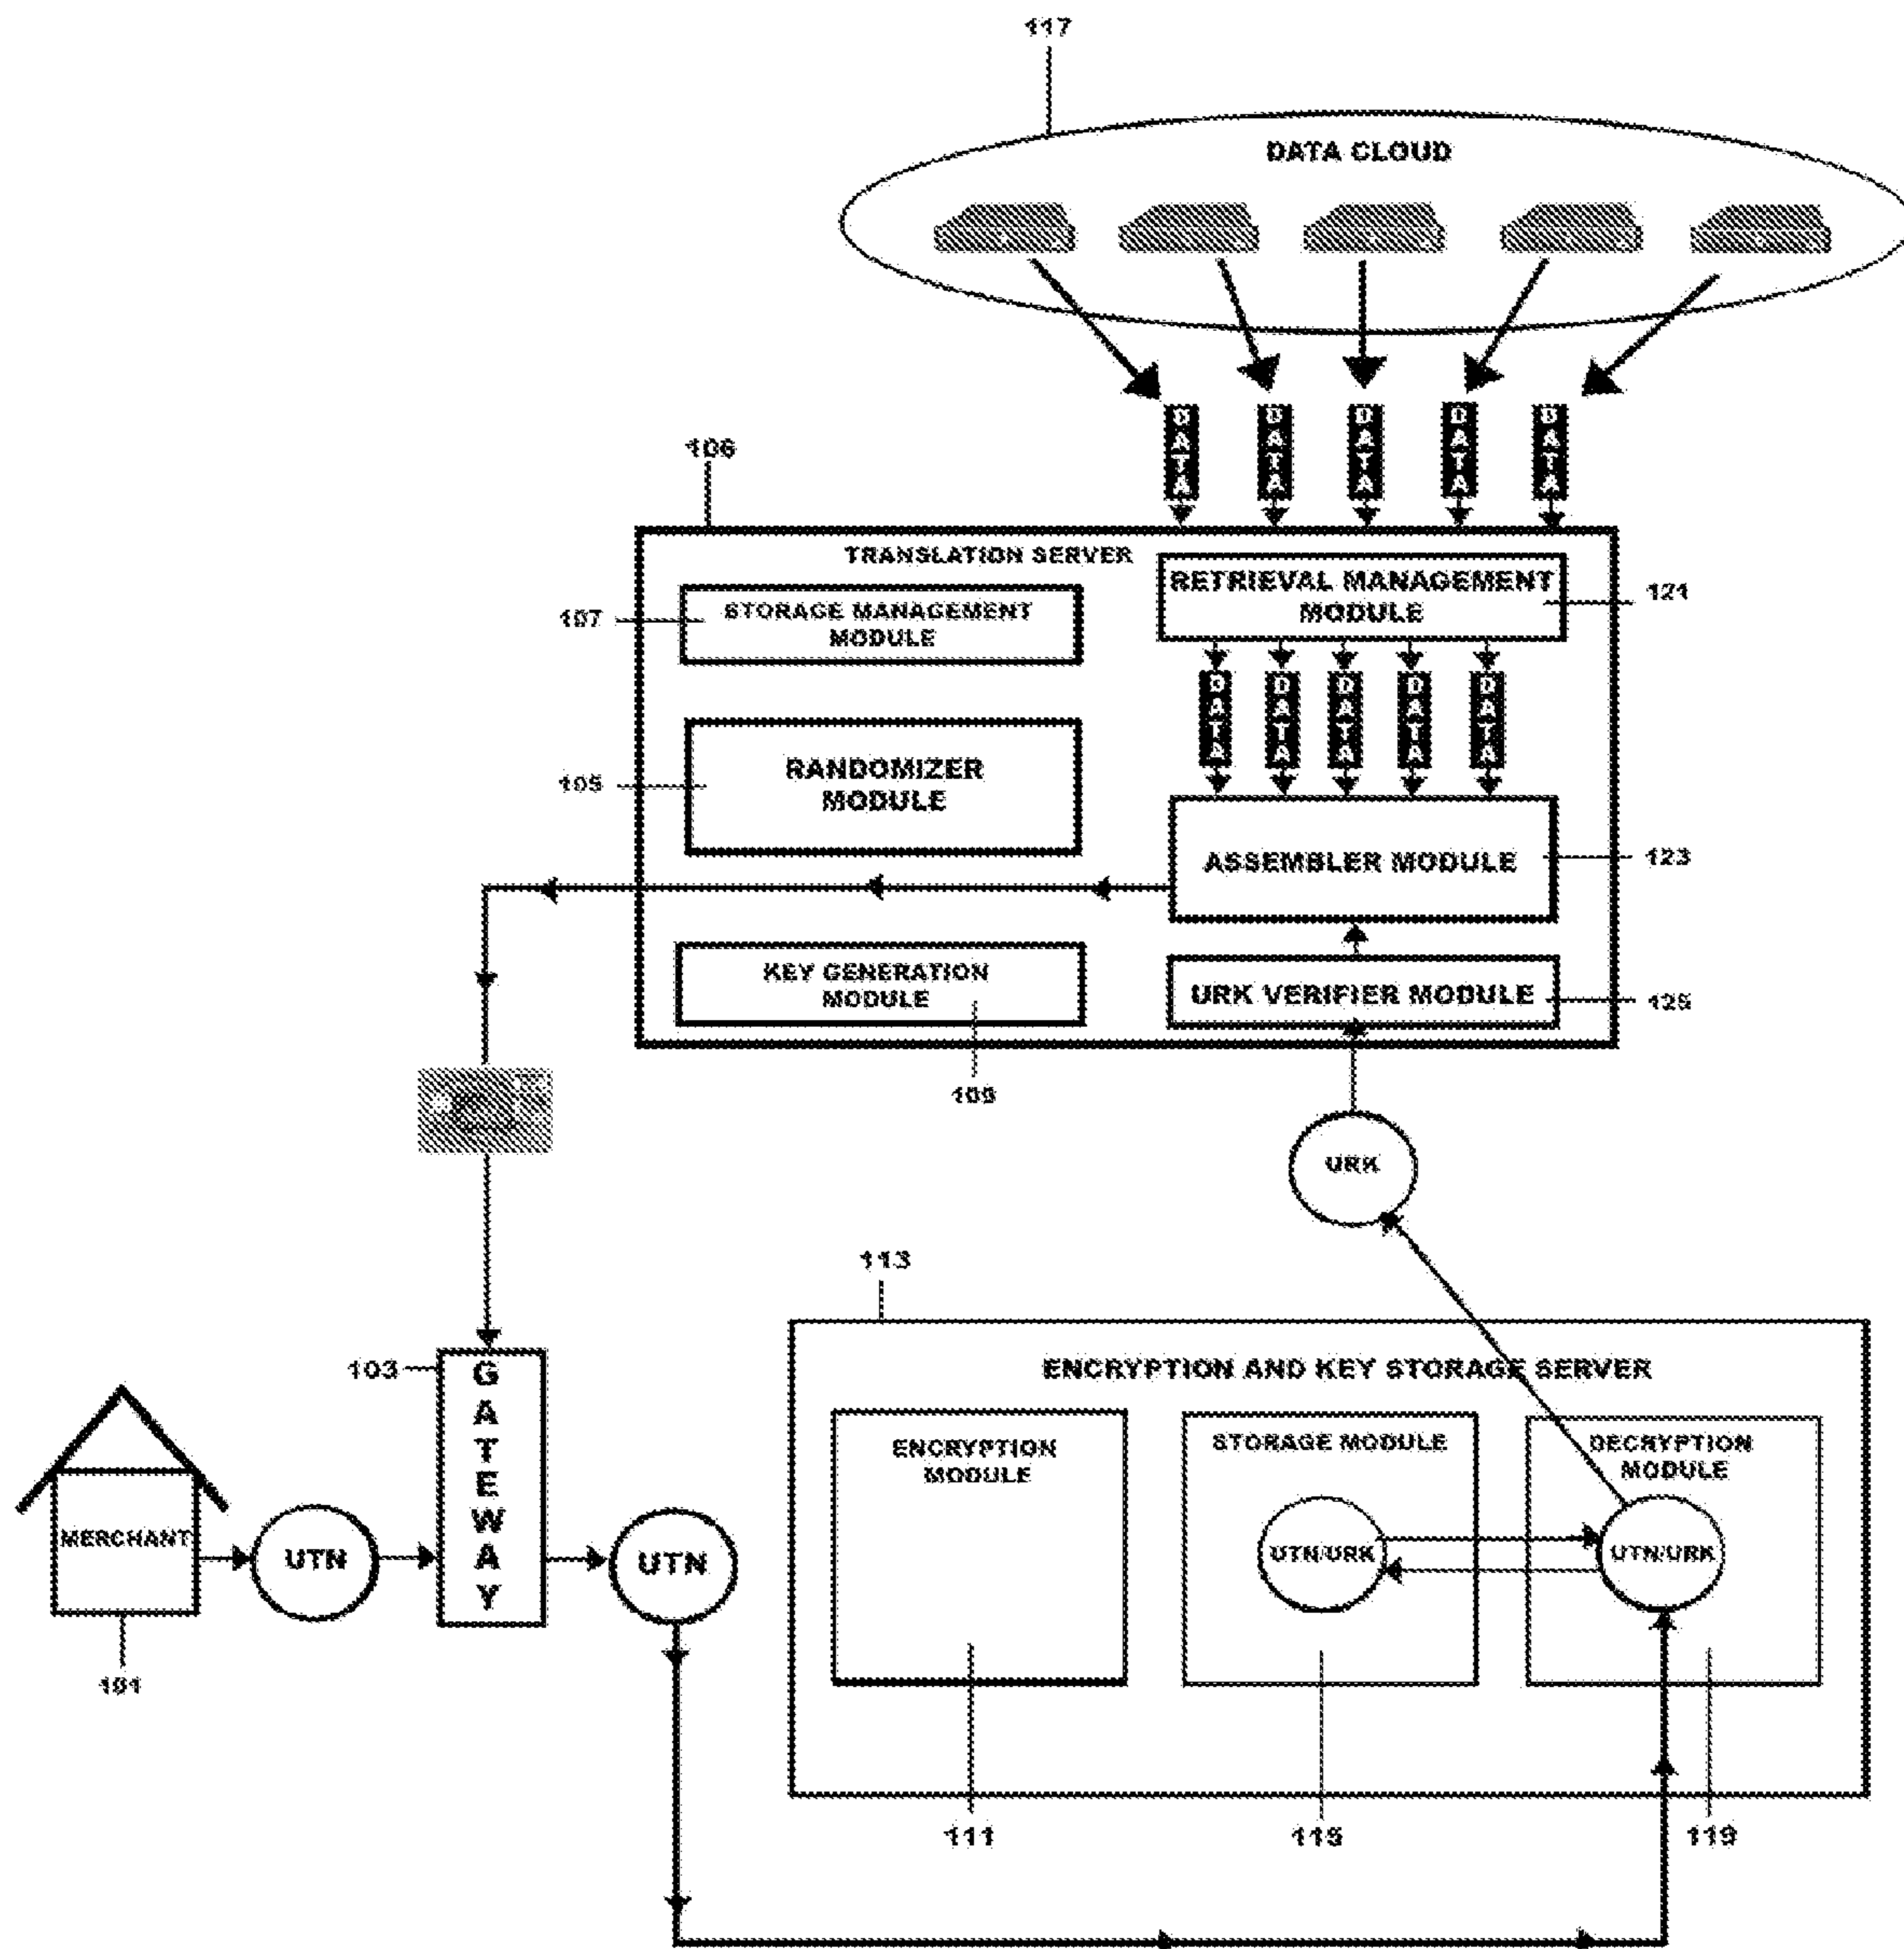 117
DATA CLOUD
DATA
DATA
DATA
DATA
DATA
106
TRANSLATION SERVER
RETRIEVAL MANAGEMENT
MODULE
121
107
STORAGE MANAGEMENT
MODULE
DATA
DATA
DATA
DATA
DATA
105
RANDOMIZER
MODULE
ASSEMBLER MODULE
123
KEY GENERATION
MODULE
URK VERIFIER MODULE
125
109
URK
113
103
GATEWAY
ENCRYPTION AND KEY STORAGE SERVER
ENCRYPTION
MODULE
STORAGE MODULE
DECRYPTION
MODULE
MERCHANT
UTN
UTN
UTN/URK
UTN/URK
101
111
115
119